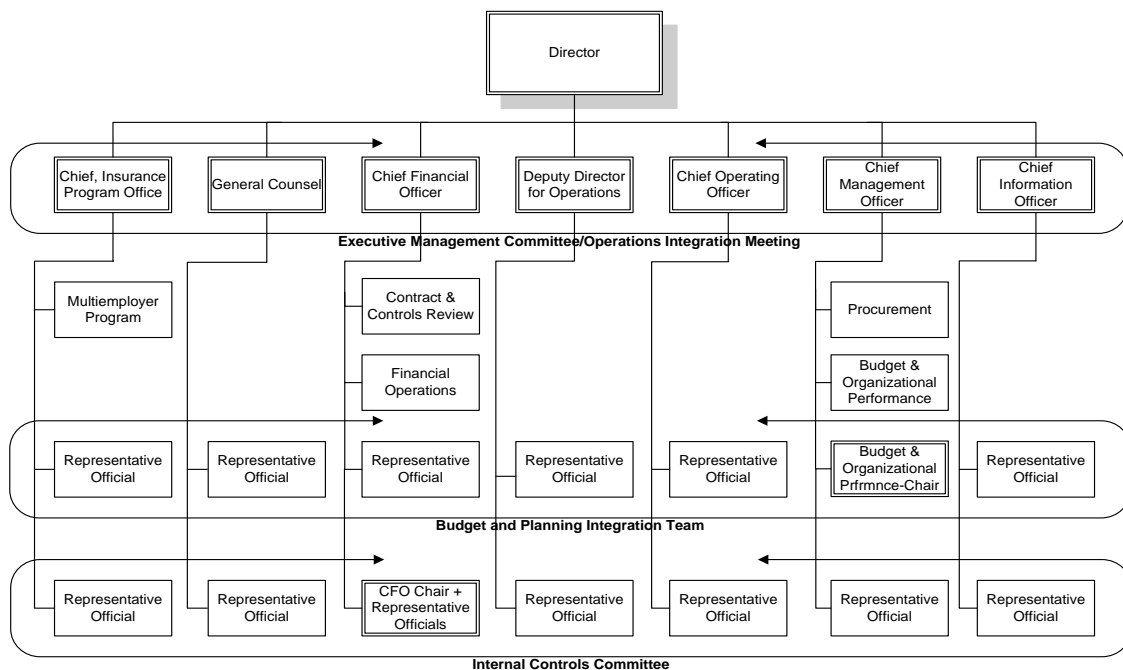 Director
Chief, Insurance
Program Office
General Counsel
Chief Financial
Officer
Deputy Director
for Operations
Chief Operating
Officer
Chief
Management
Officer
Chief
Information
Officer
Executive Management Committee/Operations Integration Meeting
Multiemployer
Program
Contract &
Controls Review
Procurement
Financial
Operations
Budget &
Organizational
Performance
Representative
Official
Representative
Official
Representative
Official
Representative
Official
Representative
Official
Budget &
Organizational
Prfrmnce-Chair
Representative
Official
Budget and Planning Integration Team
Representative
Official
Representative
Official
CFO Chair +
Representative
Officials
Representative
Official
Representative
Official
Representative
Official
Representative
Official
Internal Controls Committee